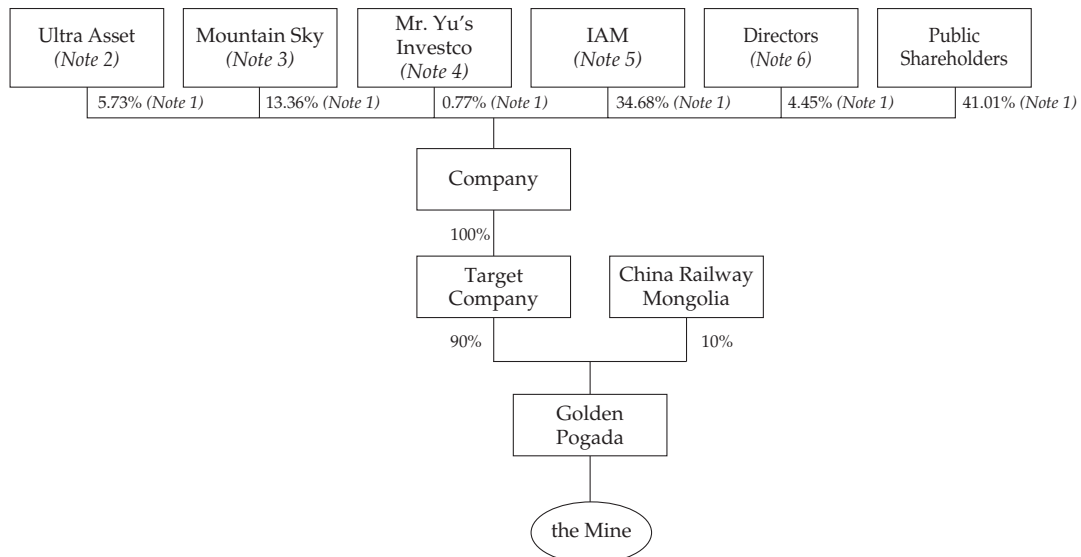 Ultra Asset
(Note 2)
Mountain Sky
(Note 3)
Mr. Yu’s
Investco
(Note 4)
IAM
(Note 5)
Directors
(Note 6)
Public
Shareholders
5.73% (Note 1)
13.36% (Note 1)
0.77% (Note 1)
34.68% (Note 1)
4.45% (Note 1)
41.01% (Note 1)
Company
100%
Target
Company
China Railway
Mongolia
90%
10%
Golden
Pogada
the Mine